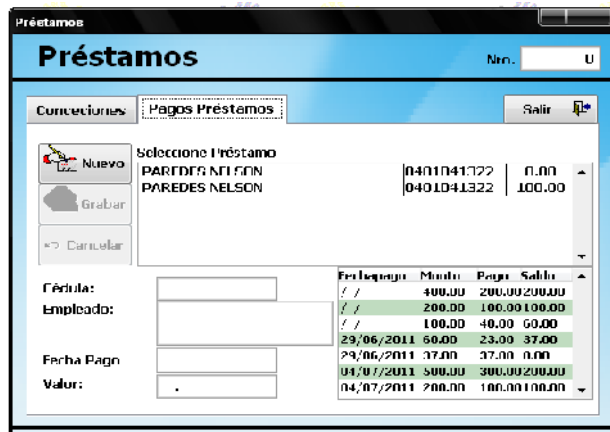 Préstamos
Préstamos
Nro. 0
Conceciones Pagos Préstamos Salir
Seleccione Préstamo
Nuevo
PAREDES NELSON 0401041322 0.00
PAREDES NELSON 0401041322 100.00
Grabar
Cancelar
Fechapago Monto Pago Saldo
/ / 400.00 200.00 200.00
/ / 200.00 100.00 100.00
/ / 100.00 40.00 60.00
29/06/2011 60.00 23.00 37.00
29/06/2011 37.00 37.00 0.00
04/07/2011 500.00 300.00 200.00
04/07/2011 200.00 100.00 100.00
Cédula:
Empleado:
Fecha Pago
Valor: .